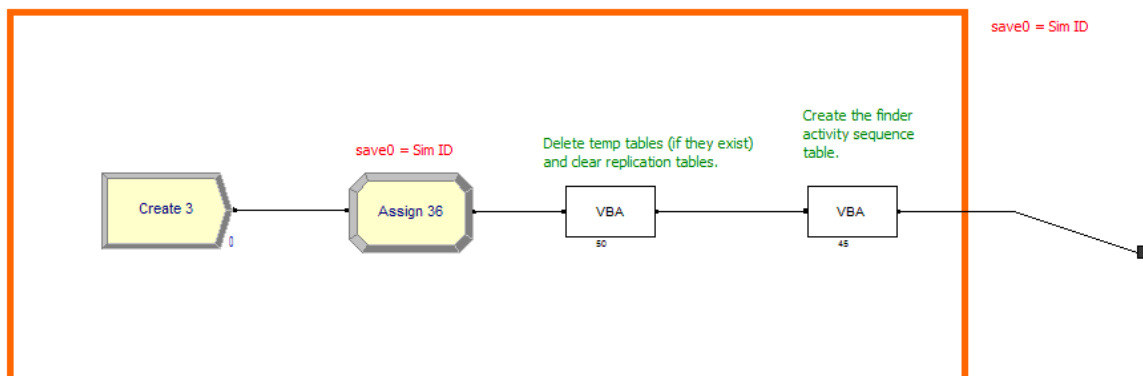 save0 = Sim ID
Create the finder
activity sequence
table.
Delete temp tables (if they exist)
and clear replication tables.
save0 = Sim ID
Create 3
Assign 36
VBA
VBA
0
50
45